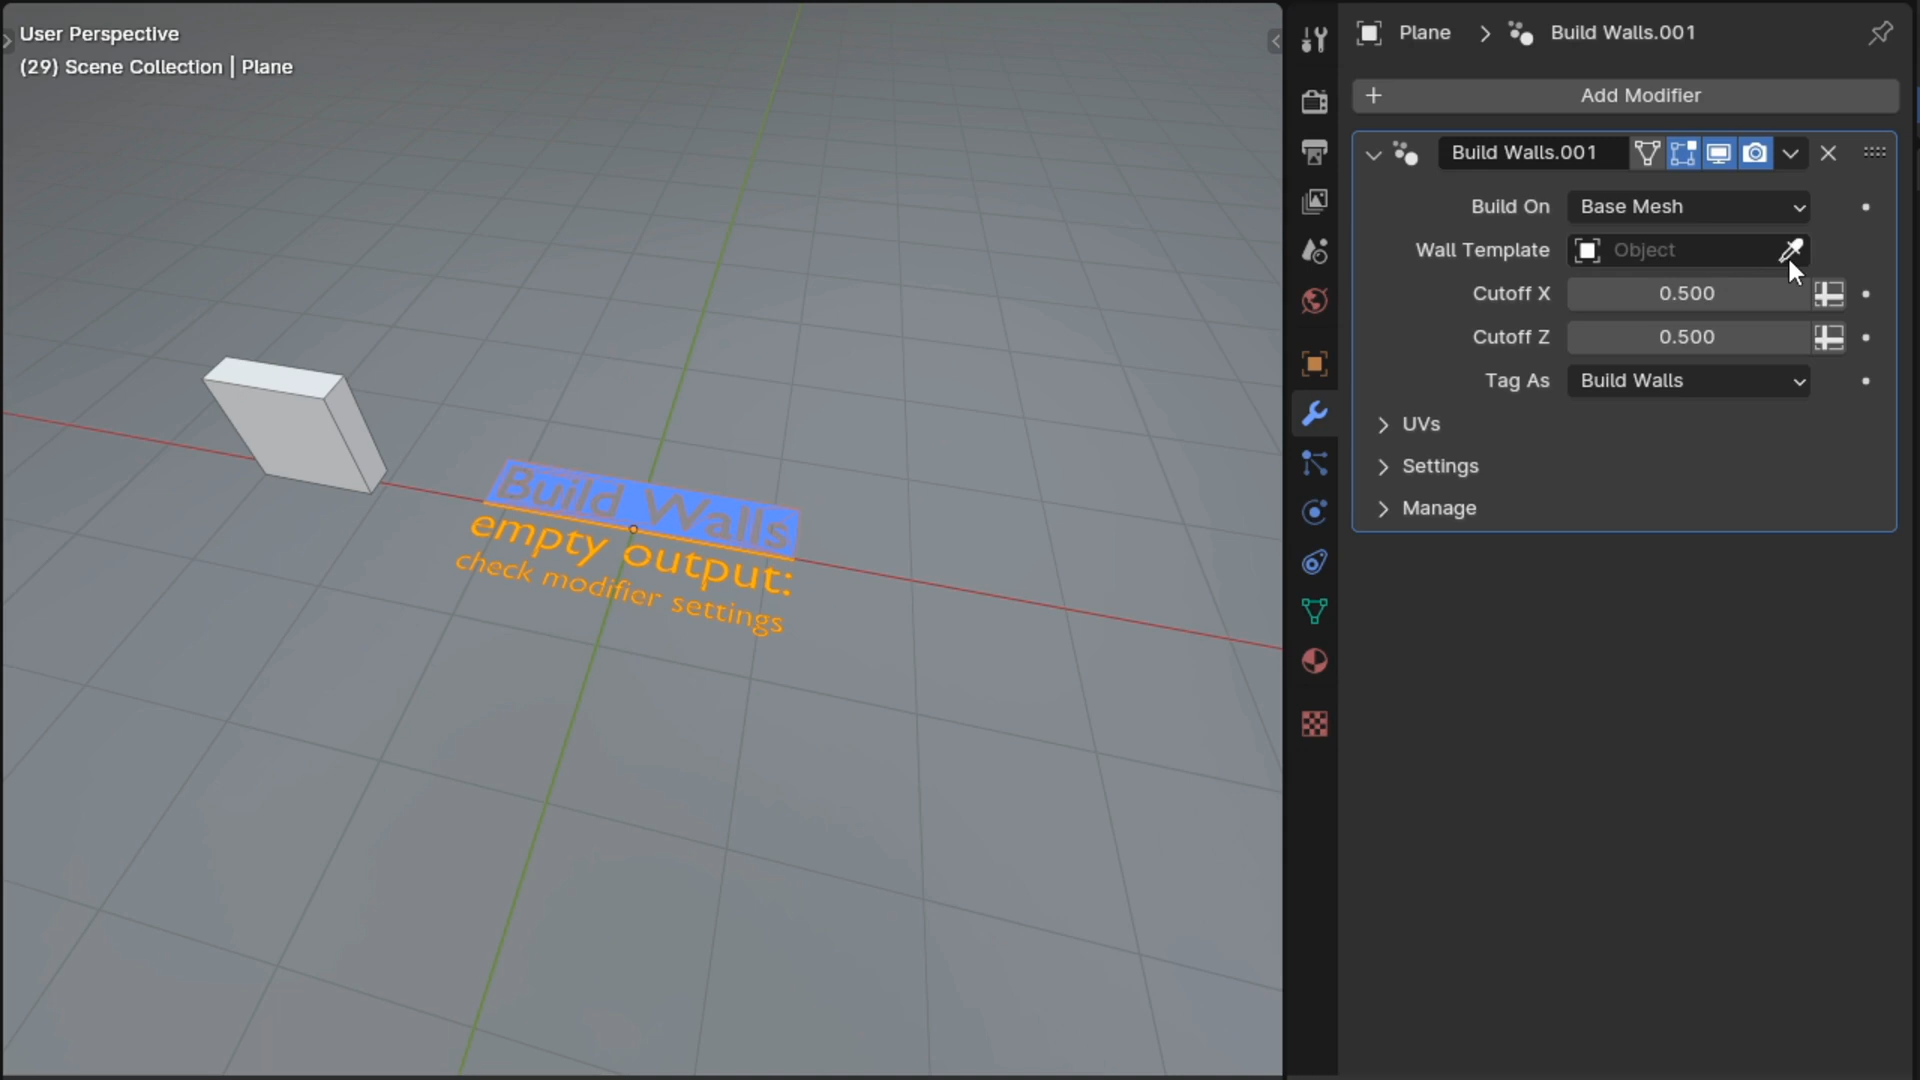 User Perspective
(29) Scene Collection | Plane
Build Walls
empty output:
check modifier settings
Plane
Build Walls.001
Add Modifier
Build Walls.001
Build On Base Mesh
Wall Template Object
Cutoff X 0.500
Cutoff Z 0.500
Tag As Build Walls
UVs
Settings
Manage